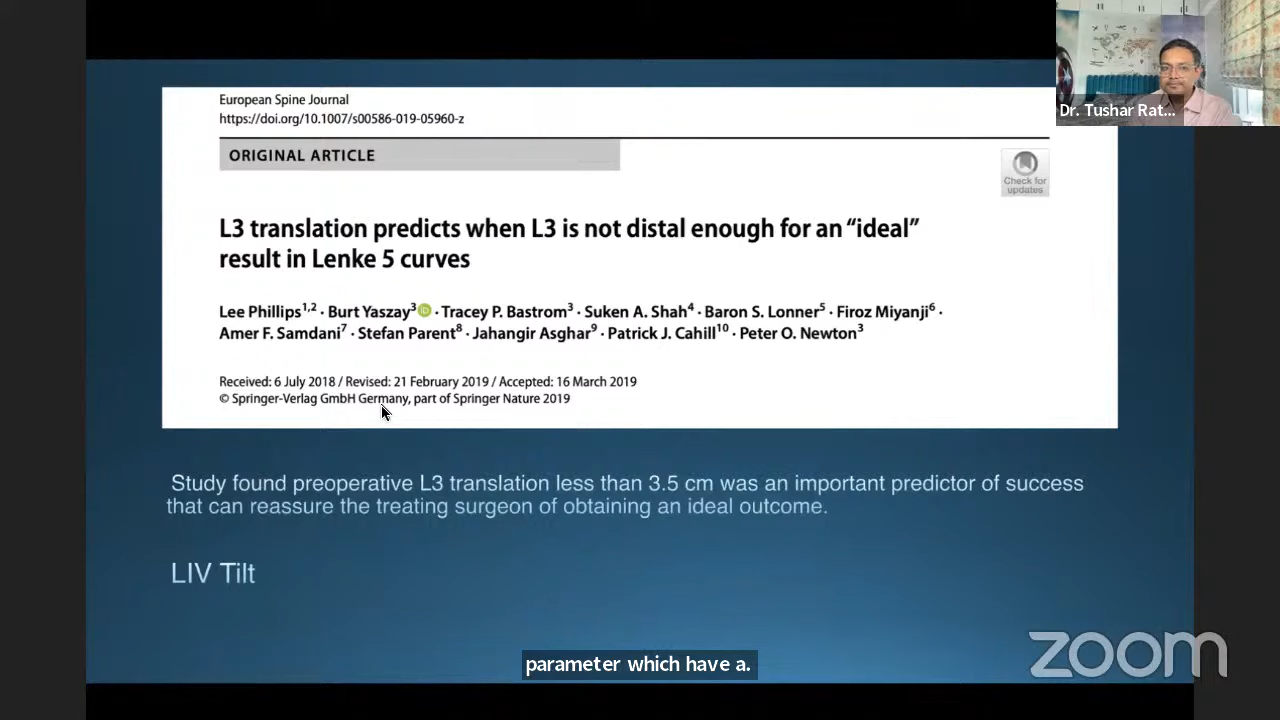 European Spine Journal
https://doi.org/10.1007/s00586-019-05960-z
ORIGINAL ARTICLE
Check for
updates
L3 translation predicts when L3 is not distal enough for an “ideal”
result in Lenke 5 curves
Lee Phillips1,2 · Burt Yaszay3 iD · Tracey P. Bastrom3 · Suken A. Shah4 · Baron S. Lonner5 · Firoz Miyanji6 ·
Amer F. Samdani7 · Stefan Parent8 · Jahangir Asghar9 · Patrick J. Cahill10 · Peter O. Newton3
Received: 6 July 2018 / Revised: 21 February 2019 / Accepted: 16 March 2019
© Springer-Verlag GmbH Germany, part of Springer Nature 2019
Dr. Tushar Rat...
Study found preoperative L3 translation less than 3.5 cm was an important predictor of success
that can reassure the treating surgeon of obtaining an ideal outcome.
LIV Tilt
parameter which have a.
zoom